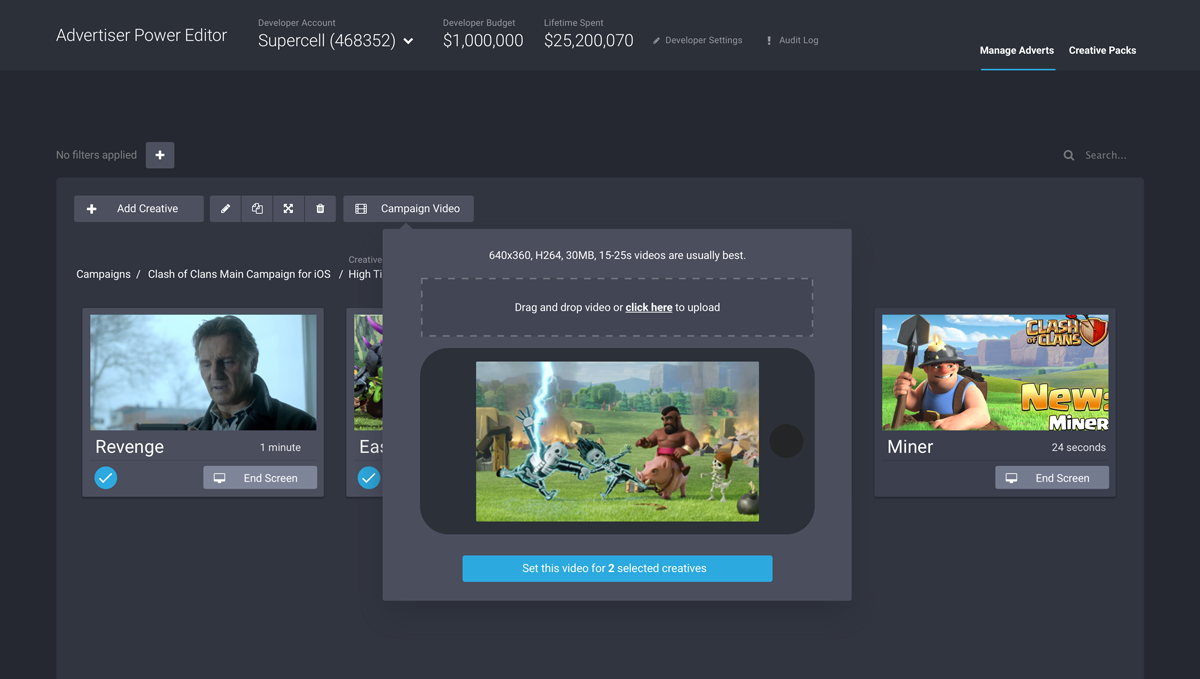 Advertiser Power Editor
Developer Account
Supercell (468352)
Developer Budget
$1,000,000
Lifetime Spent
$25,200,070
Developer Settings
Audit Log
Manage Adverts
Creative Packs
No filters applied
Search...
Add Creative
Campaign Video
640x360, H264, 30MB, 15-25s videos are usually best.
Creative
Campaigns / Clash of Clans Main Campaign for iOS / High Ti
Drag and drop video or click here to upload
CLASH
OF CLANS
New:
MINER
Revenge
1 minute
Eas
Miner
24 seconds
End Screen
End Screen
Set this video for 2 selected creatives